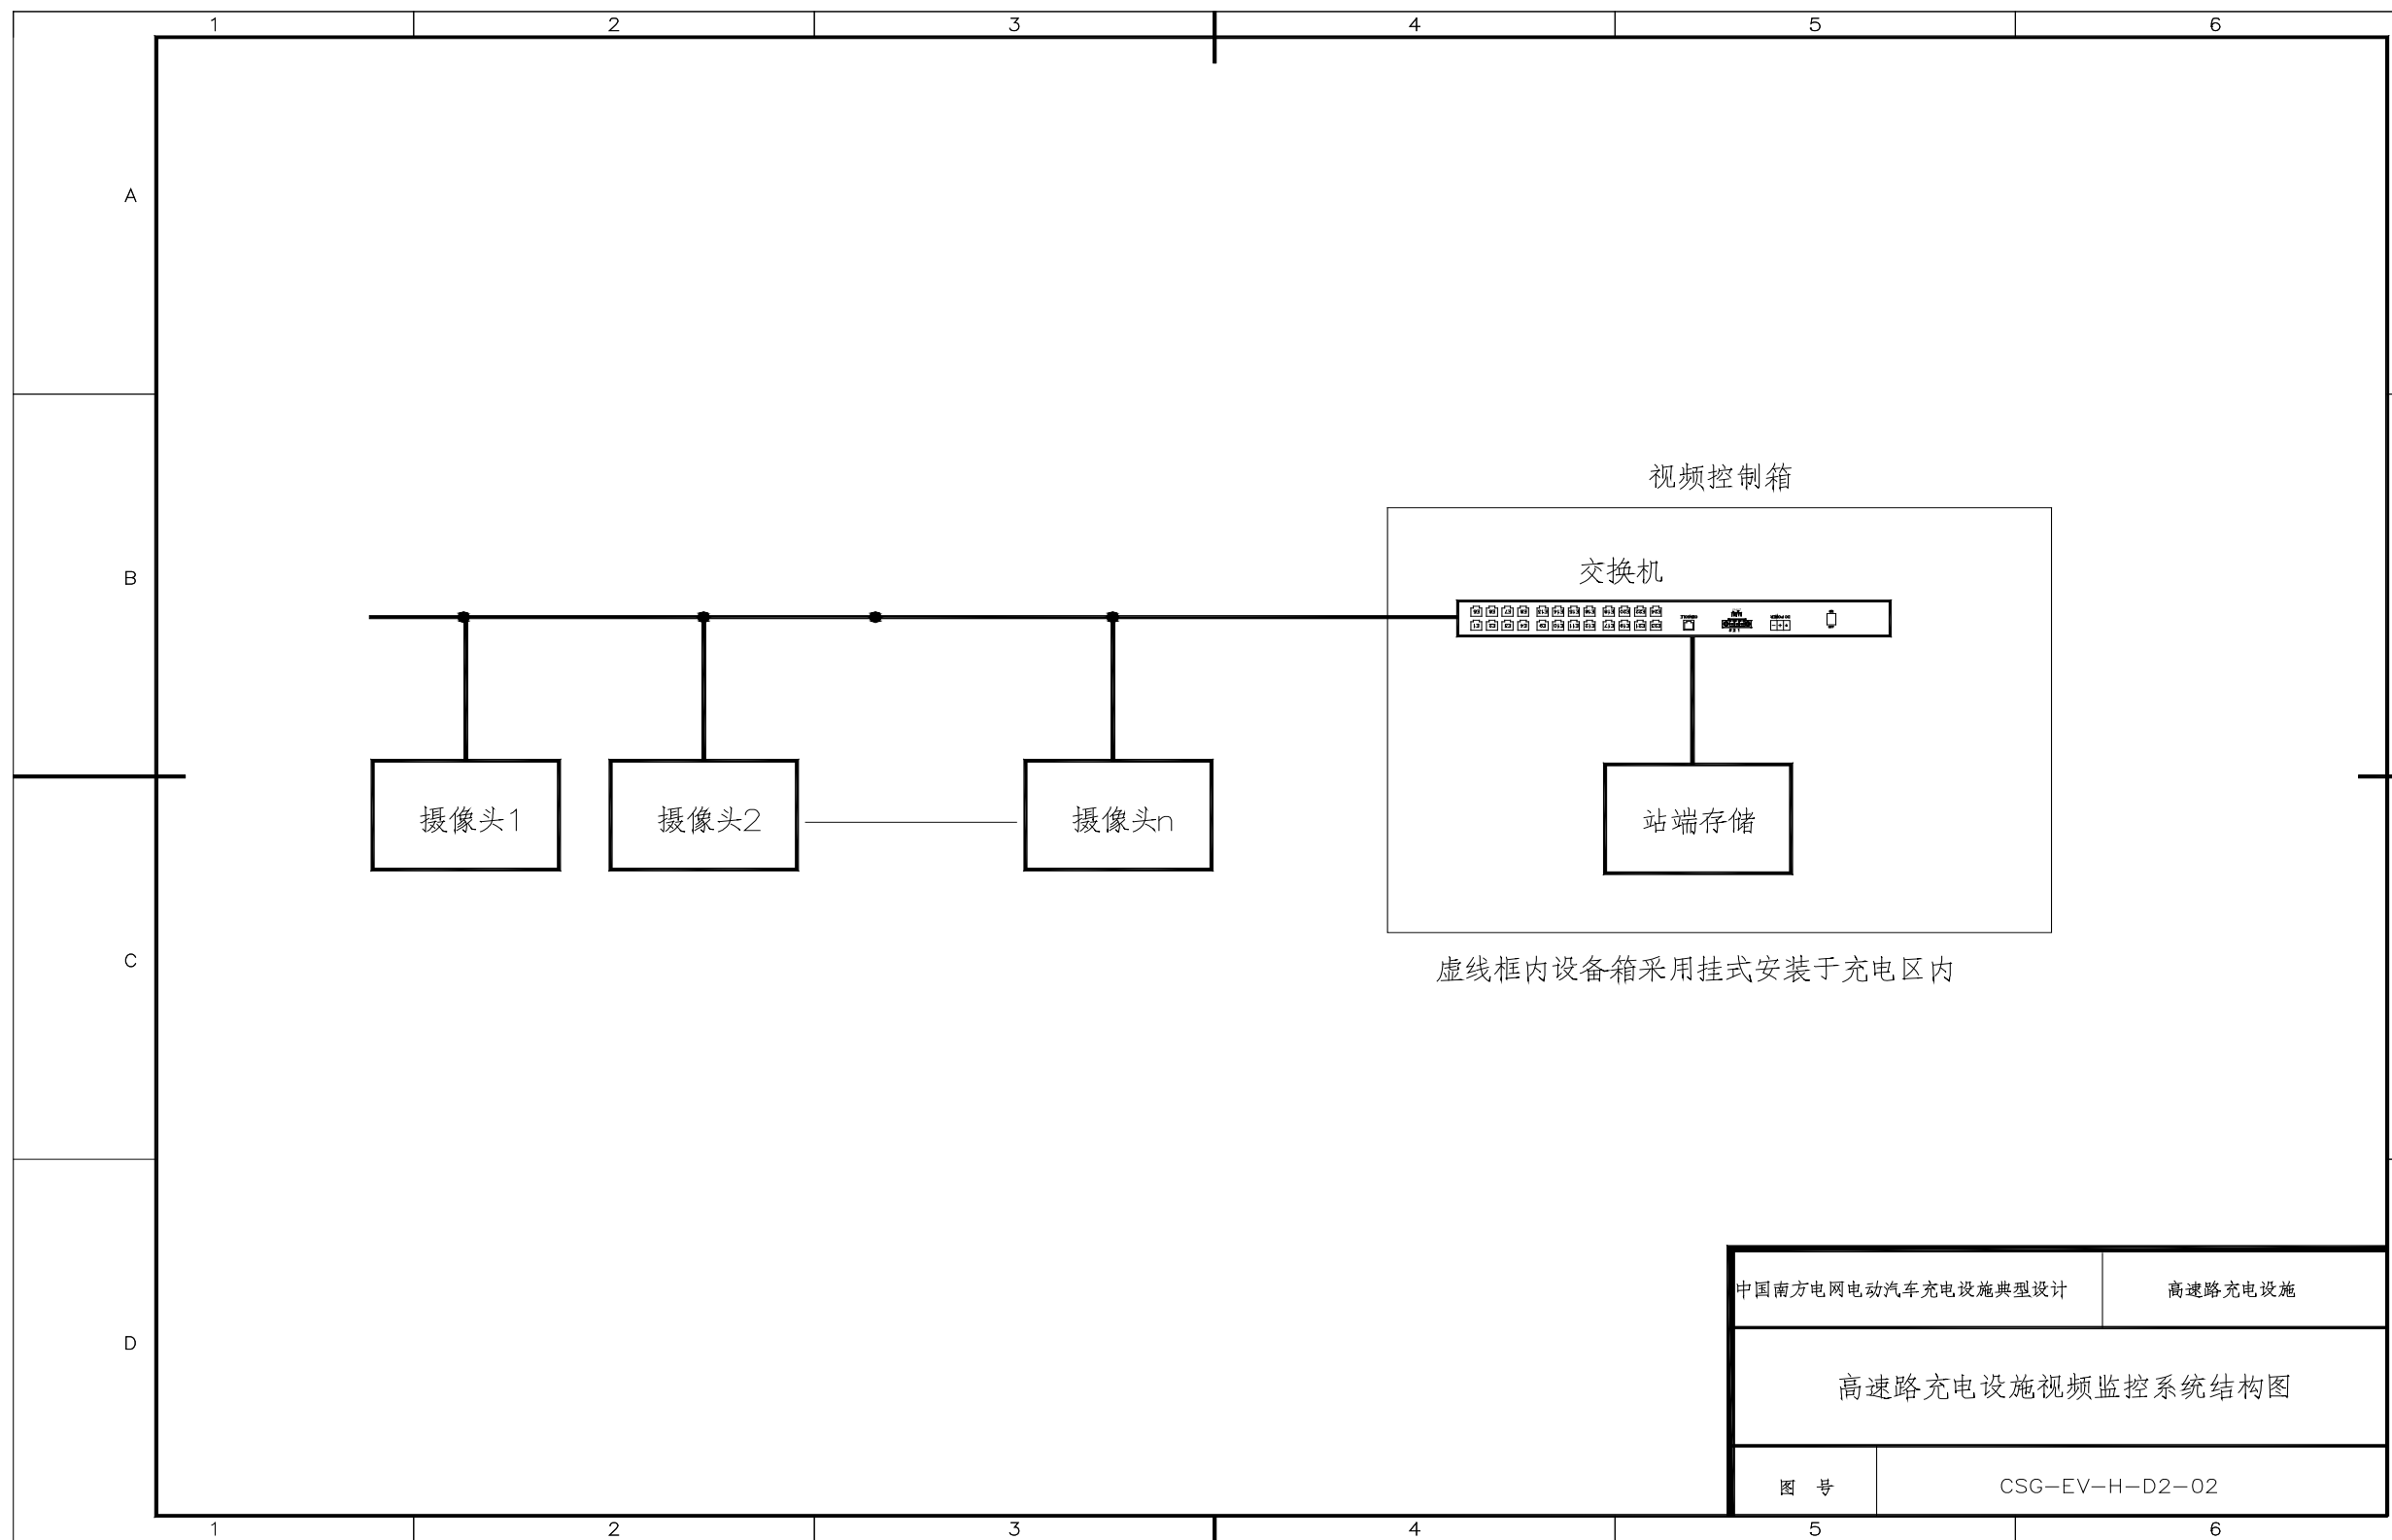 1 2 3 4 5 6
A
视频控制箱
B
交换机
摄像头1 摄像头2 摄像头n 站端存储
C
虚线框内设备箱采用挂式安装于充电区内
中国南方电网电动汽车充电设施典型设计 高速路充电设施
D
高速路充电设施视频监控系统结构图
图 号 CSG-EV-H-D2-02
1 2 3 4 5 6